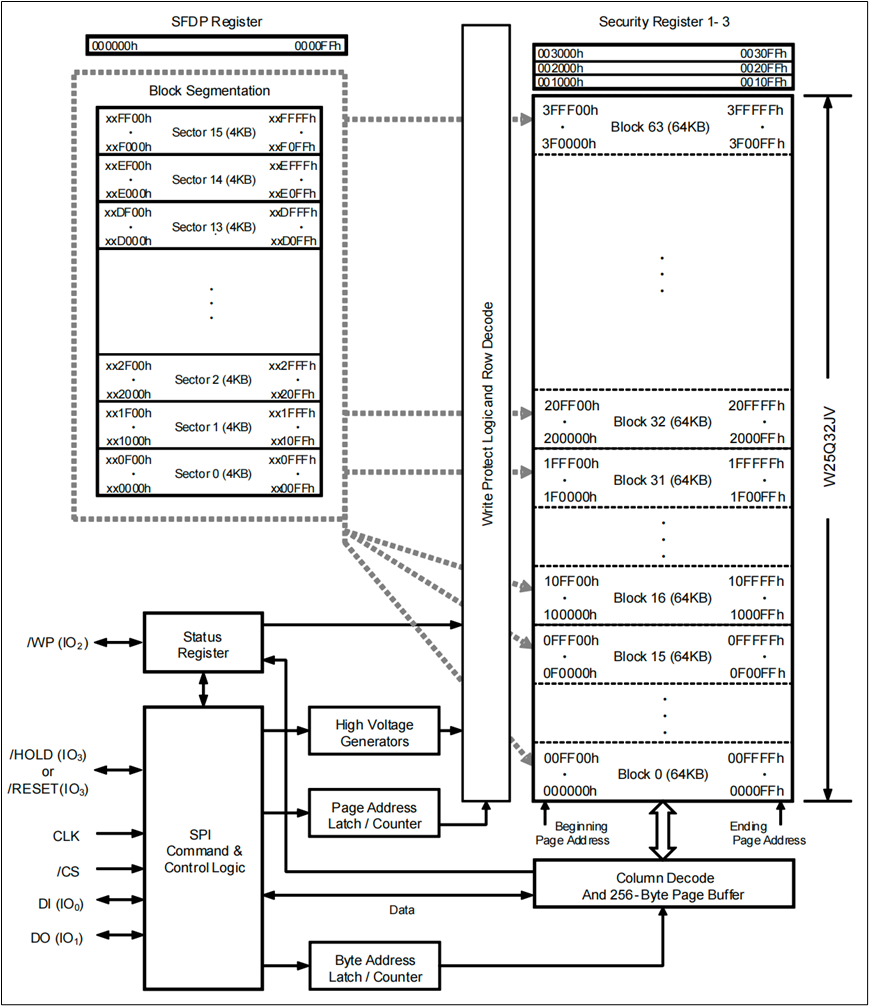 SFDP Register
000000h 0000FFh
Block Segmentation
xxFF00h xxFFFFh
Sector 15 (4KB)
xxF000h xxF0FFh
xxEF00h xxEFFFh
Sector 14 (4KB)
xxE000h xxE0FFh
xxDF00h xxDFFFh
Sector 13 (4KB)
xxD000h xxD0FFh
xx2F00h xx2FFFh
Sector 2 (4KB)
xx2000h xx20FFh
xx1F00h xx1FFFh
Sector 1 (4KB)
xx1000h xx10FFh
xx0F00h xx0FFFh
Sector 0 (4KB)
xx0000h xx00FFh
Write Protect Logic and Row Decode
Security Register 1- 3
003000h 0030FFh
002000h 0020FFh
001000h 0010FFh
3FFF00h 3FFFFFh
Block 63 (64KB)
3F0000h 3F00FFh
20FF00h 20FFFFh
Block 32 (64KB)
200000h 2000FFh
1FFF00h 1FFFFFh
Block 31 (64KB)
1F0000h 1F00FFh
10FF00h 10FFFFh
Block 16 (64KB)
100000h 1000FFh
0FFF00h 0FFFFFh
Block 15 (64KB)
0F0000h 0F00FFh
00FF00h 00FFFFh
Block 0 (64KB)
000000h 0000FFh
W25Q32JV
Beginning
Page Address
Ending
Page Address
/WP (IO2)
Status
Register
High Voltage
Generators
/HOLD (IO3)
or
/RESET(IO3)
Page Address
Latch / Counter
CLK
SPI
Command &
Control Logic
/CS
DI (IO0)
DO (IO1)
Column Decode
And 256-Byte Page Buffer
Data
Byte Address
Latch / Counter